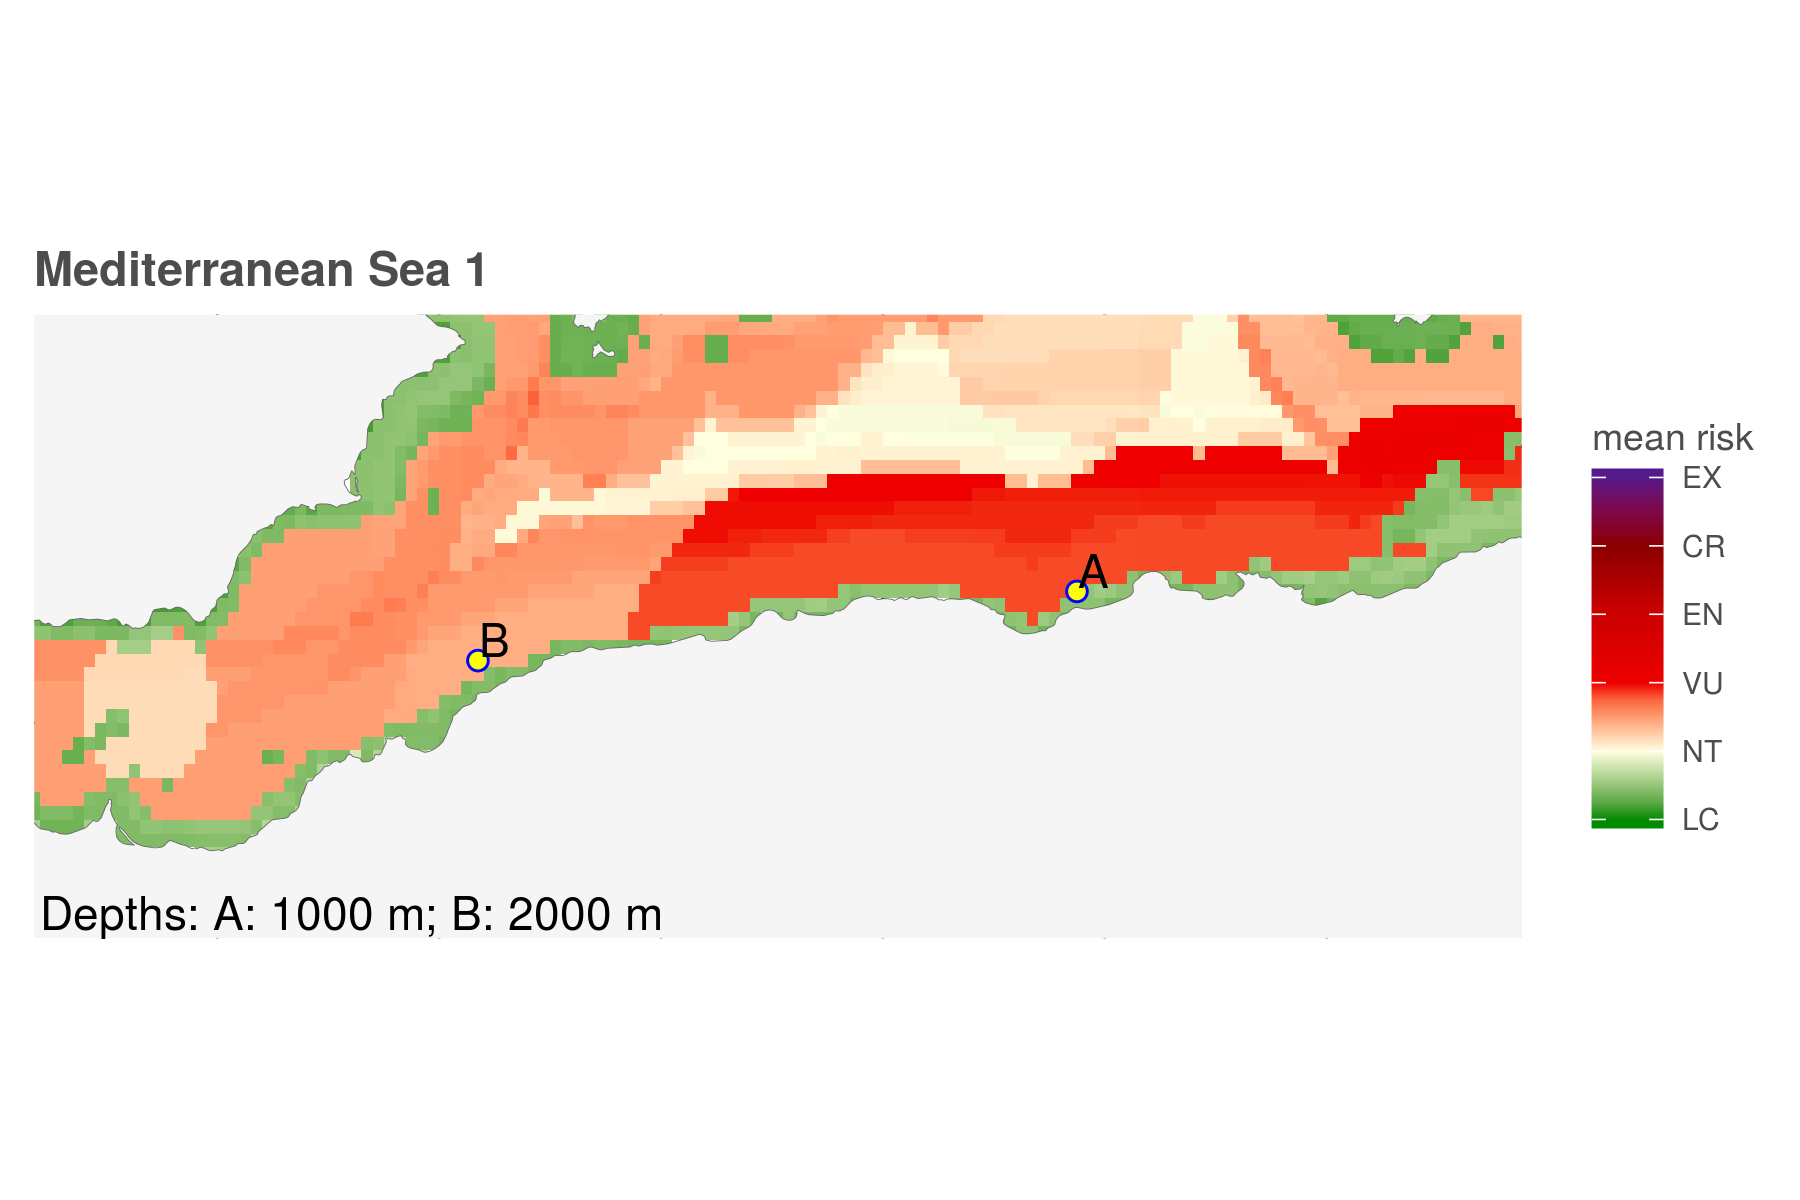 Mediterranean Sea 1
mean risk
EX
CR
EN
VU
NT
LC
A
B
Depths: A: 1000 m; B: 2000 m